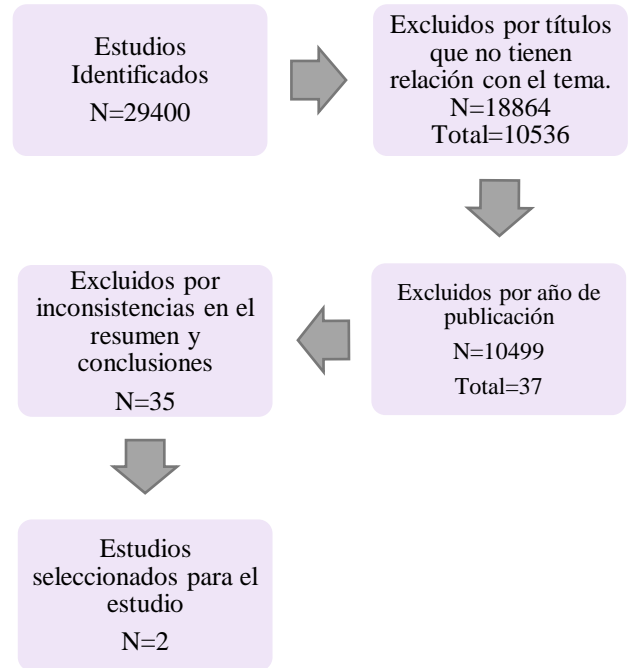 Estudios
Identificados
N=29400
Excluidos por títulos
que no tienen
relación con el tema.
N=18864
Total=10536
Excluidos por año de
publicación
N=10499
Total=37
Excluidos por
inconsistencias en el
resumen y
conclusiones
N=35
Estudios
seleccionados para el
estudio
N=2